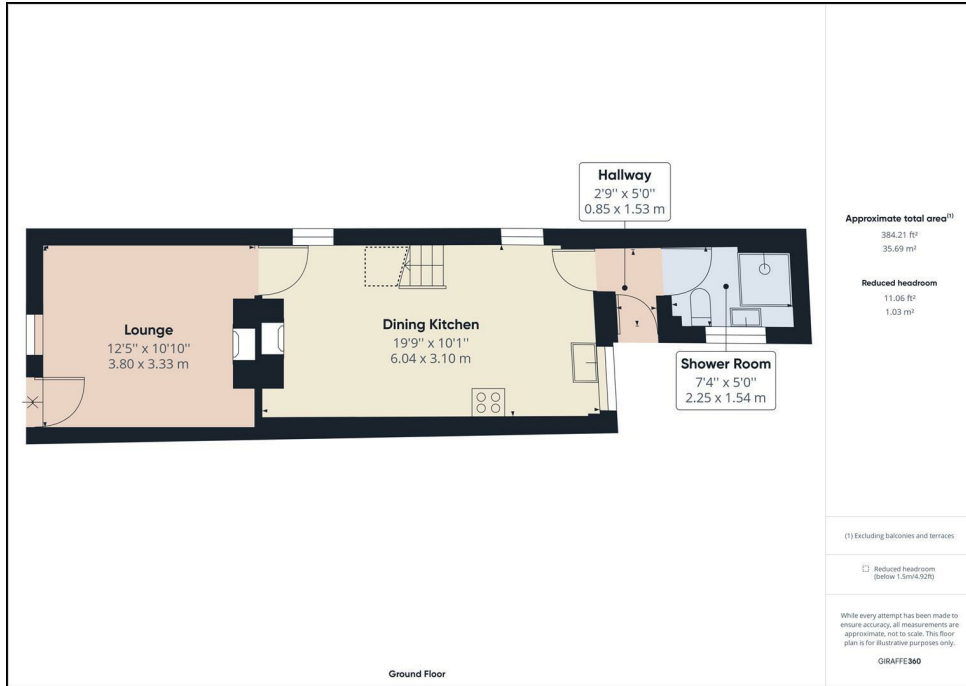 Hallway
2'9'' x 5'0''
0.85 x 1.53 m
Lounge
12'5'' x 10'10''
3.80 x 3.33 m
Dining Kitchen
19'9'' x 10'1''
6.04 x 3.10 m
Shower Room
7'4'' x 5'0''
2.25 x 1.54 m
Ground Floor
Approximate total area(1)
384.21 ft²
35.69 m²
Reduced headroom
11.06 ft²
1.03 m²
(1) Excluding balconies and terraces
Reduced headroom
(below 1.5m/4.92ft)
While every attempt has been made to
ensure accuracy, all measurements are
approximate, not to scale. This floor
plan is for illustrative purposes only.
GIRAFFE360